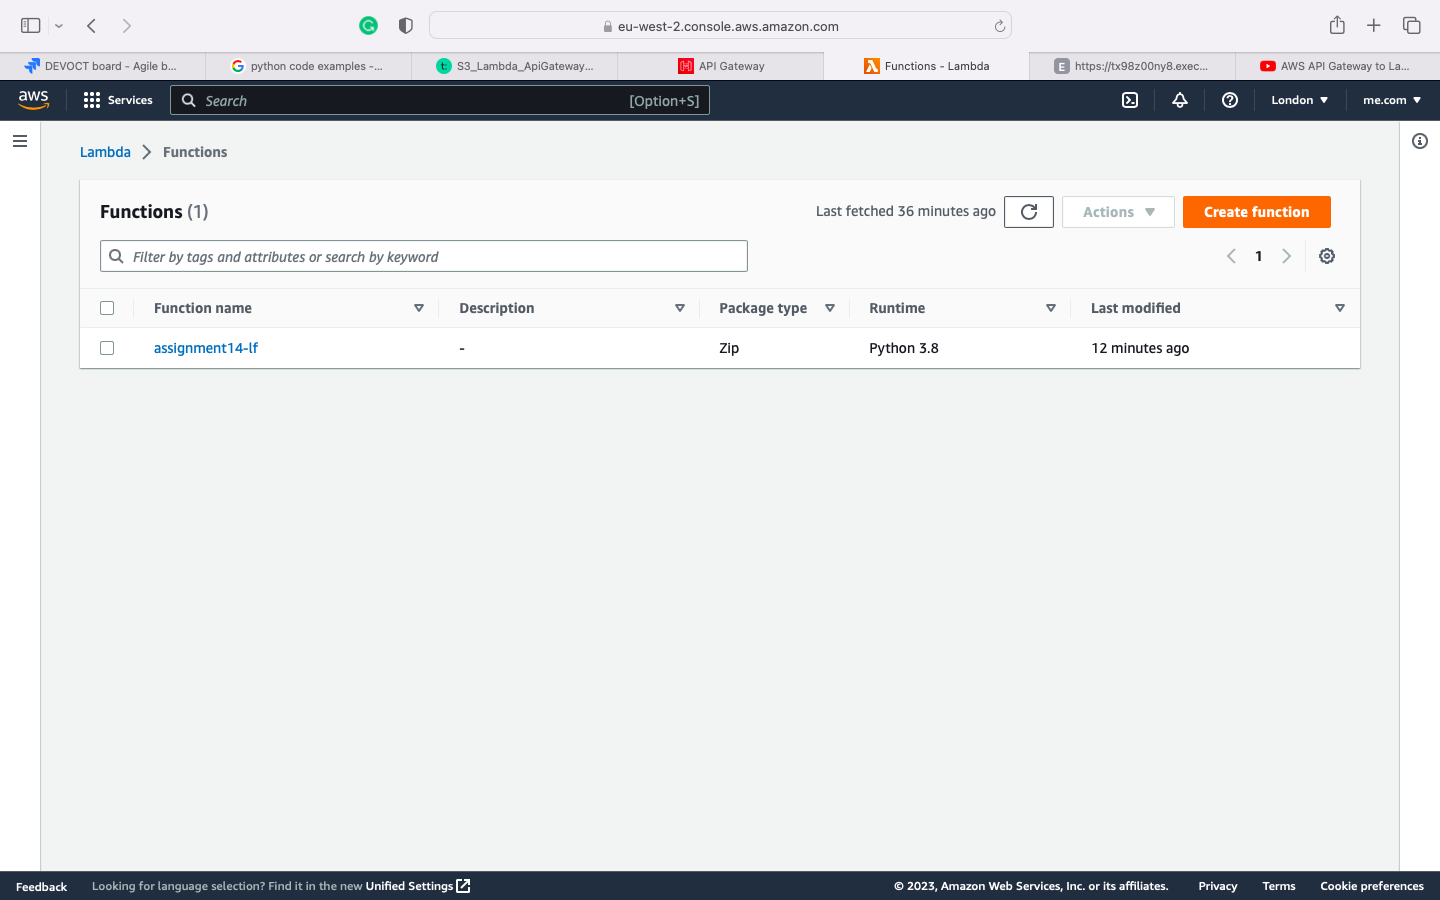 eu-west-2.console.aws.amazon.com
DEVOCT board - Agile b...
python code examples -...
t:
S3_Lambda_ApiGateway...
API Gateway
Functions - Lambda
E
https://tx98z00ny8.exec...
AWS API Gateway to La...
aws
Services
Search
[Option+S]
London
me.com
Lambda
Functions
Functions (1)
Last fetched 36 minutes ago
Actions
Create function
Filter by tags and attributes or search by keyword
1
Function name
Description
Package type
Runtime
Last modified
assignment14-lf
-
Zip
Python 3.8
12 minutes ago
Feedback
Looking for language selection? Find it in the new Unified Settings
© 2023, Amazon Web Services, Inc. or its affiliates.
Privacy
Terms
Cookie preferences